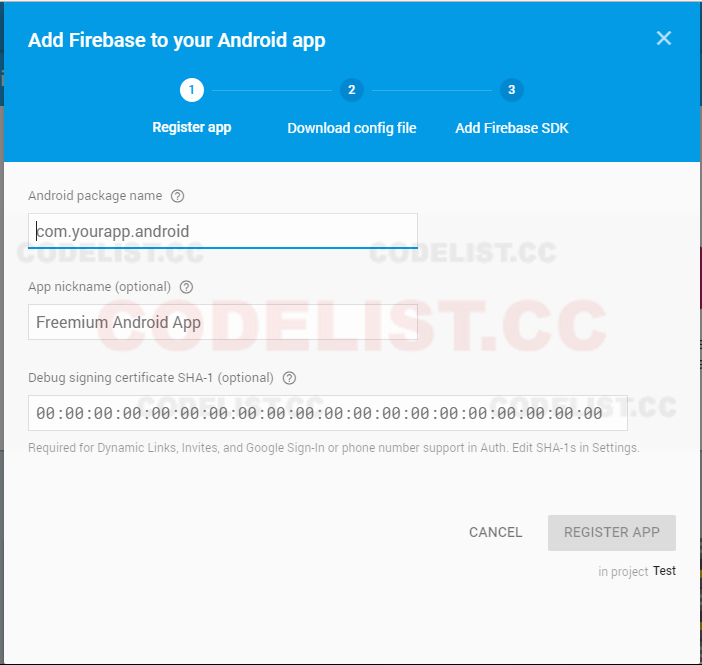 Add Firebase to your Android app
1
2
3
Register app
Download config file
Add Firebase SDK
Android package name ?
com.yourapp.android
CODELIST.CC
CODELIST.CC
App nickname (optional) ?
Freemium Android App
CODELIST.CC
Debug signing certificate SHA-1 (optional) ?
CODELIST.CC
CODELIST.CC
00:00:00:00:00:00:00:00:00:00:00:00:00:00:00:00:00:00:00:00
Required for Dynamic Links, Invites, and Google Sign-In or phone number support in Auth. Edit SHA-1s in Settings.
CANCEL
REGISTER APP
in project Test